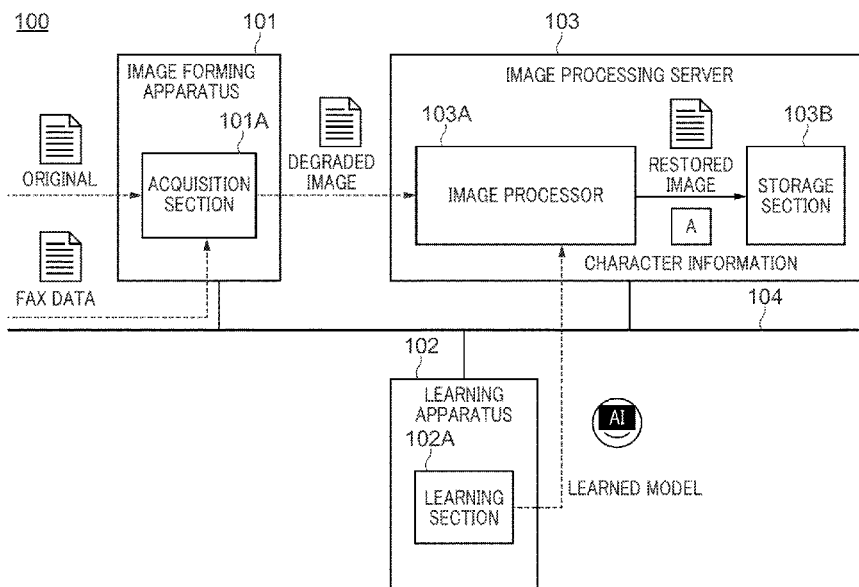 100
101
IMAGE FORMING
APPARATUS
101A
ACQUISITION
SECTION
ORIGINAL
FAX DATA
DEGRADED
IMAGE
103
IMAGE PROCESSING SERVER
103A
IMAGE PROCESSOR
RESTORED
IMAGE
A
CHARACTER INFORMATION
103B
STORAGE
SECTION
104
102
LEARNING
APPARATUS
102A
LEARNING
SECTION
AI
LEARNED MODEL